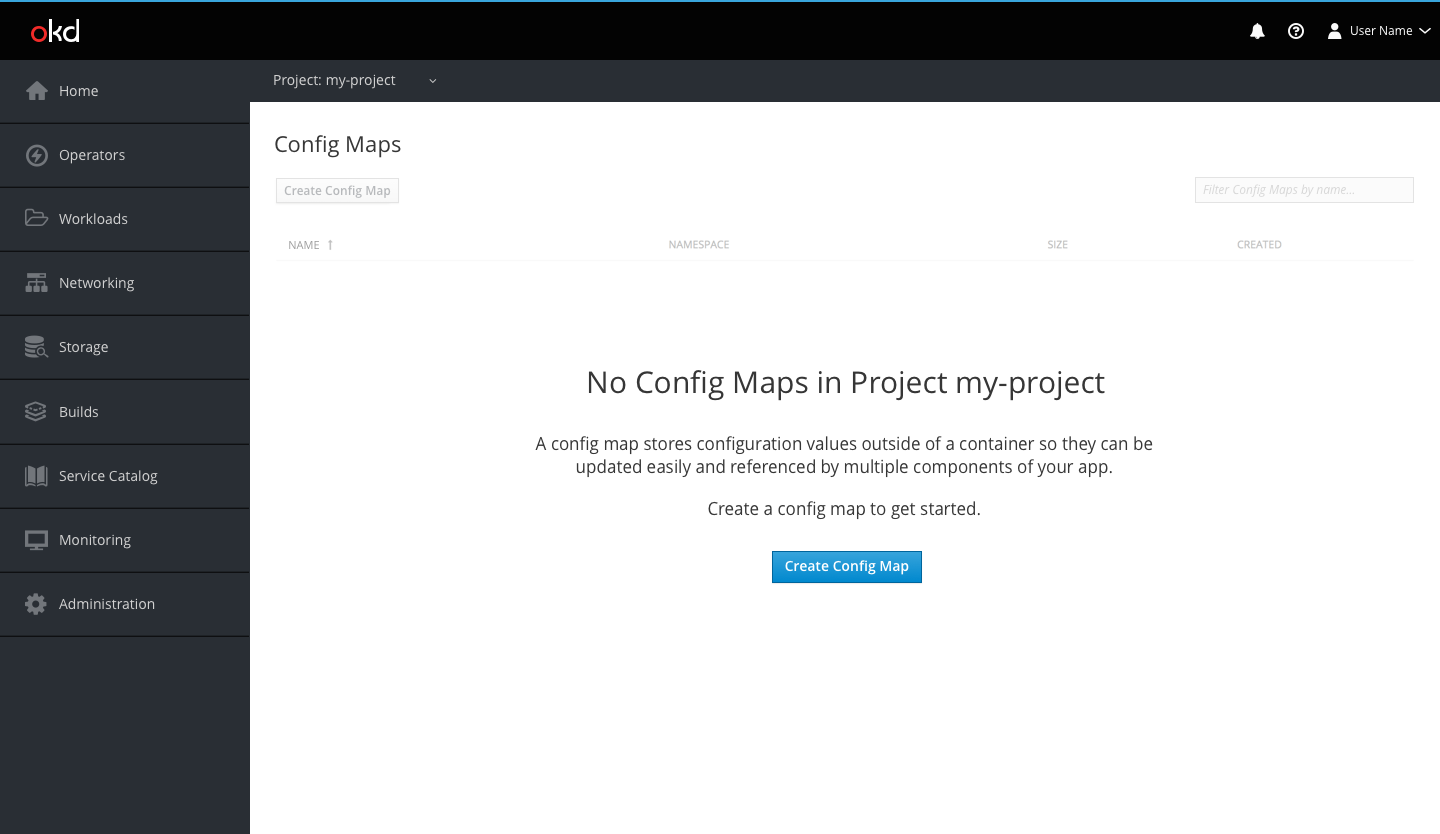 okd
User Name
Project: my-project
Home
Operators
Workloads
Networking
Storage
Builds
Service Catalog
Monitoring
Administration
Config Maps
Create Config Map
Filter Config Maps by name...
NAME ↑ NAMESPACE SIZE CREATED
No Config Maps in Project my-project
A config map stores configuration values outside of a container so they can be
updated easily and referenced by multiple components of your app.
Create a config map to get started.
Create Config Map